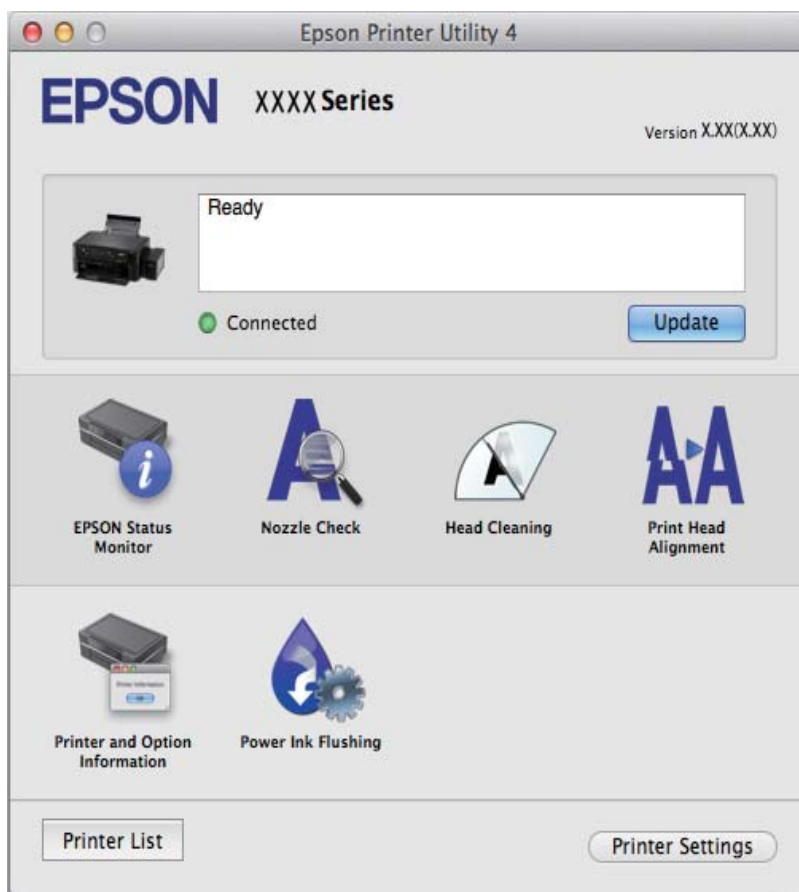 Epson Printer Utility 4
EPSON XXXX Series
Version X.XX(X.XX)
Ready
Connected
Update
EPSON Status
Monitor
Nozzle Check
Head Cleaning
Print Head
Alignment
Printer and Option
Information
Power Ink Flushing
Printer List
Printer Settings